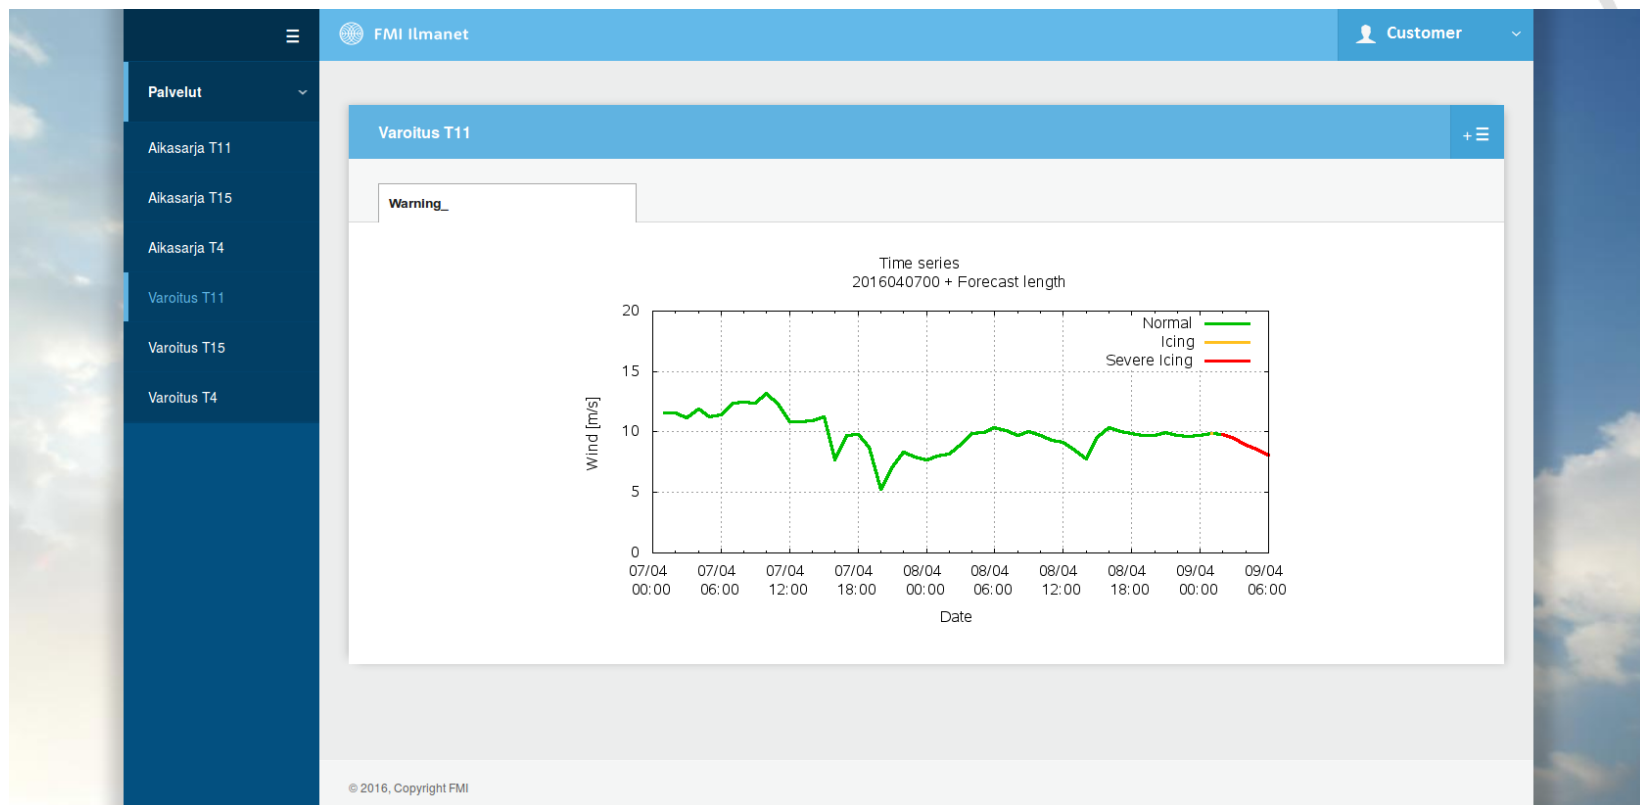 FMI Ilmanet
Customer
Palvelut
Aikasarja T11
Aikasarja T15
Aikasarja T4
Varoitus T11
Varoitus T15
Varoitus T4
Varoitus T11
Warning_
Time series
2016040700 + Forecast length
Normal
Icing
Severe Icing
20
15
10
5
0
Wind [m/s]
07/04 07/04 07/04 07/04 08/04 08/04 08/04 08/04 09/04 09/04
00:00 06:00 12:00 18:00 00:00 06:00 12:00 18:00 00:00 06:00
Date
© 2016, Copyright FMI